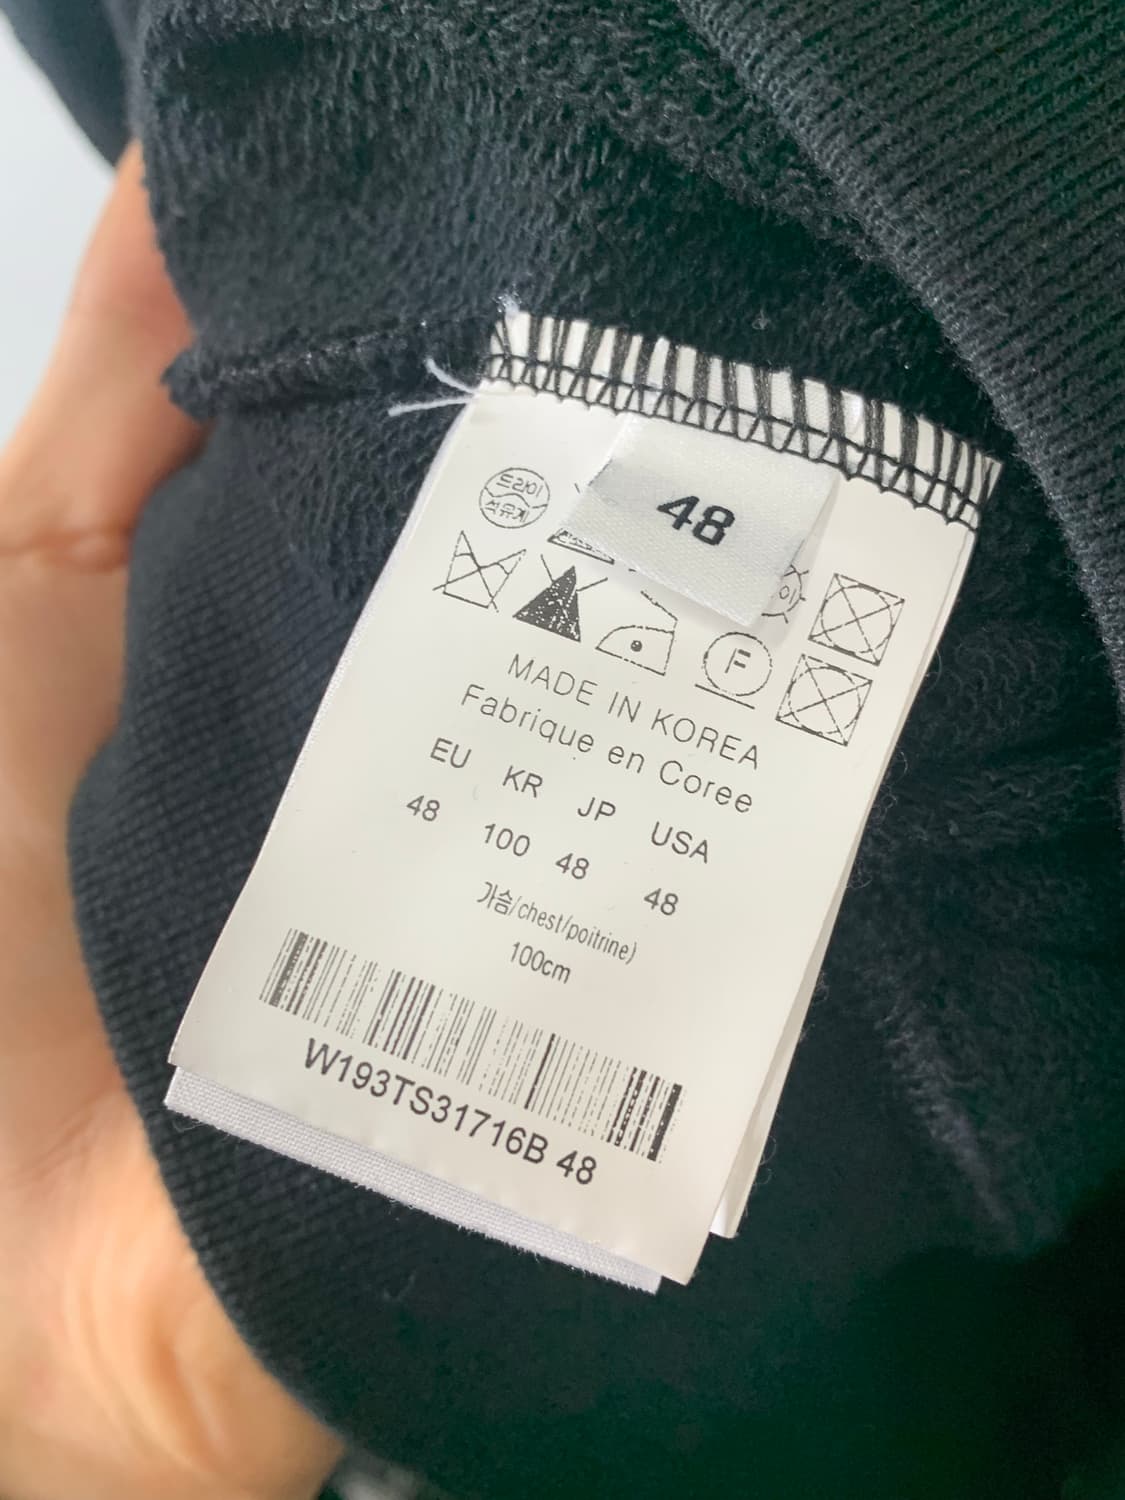 48
드라이
석유계
이
F
MADE IN KOREA
Fabrique en Coree
EU KR JP USA
48 100 48 48
가슴/chest/poitrine)
100cm
W193TS31716B 48